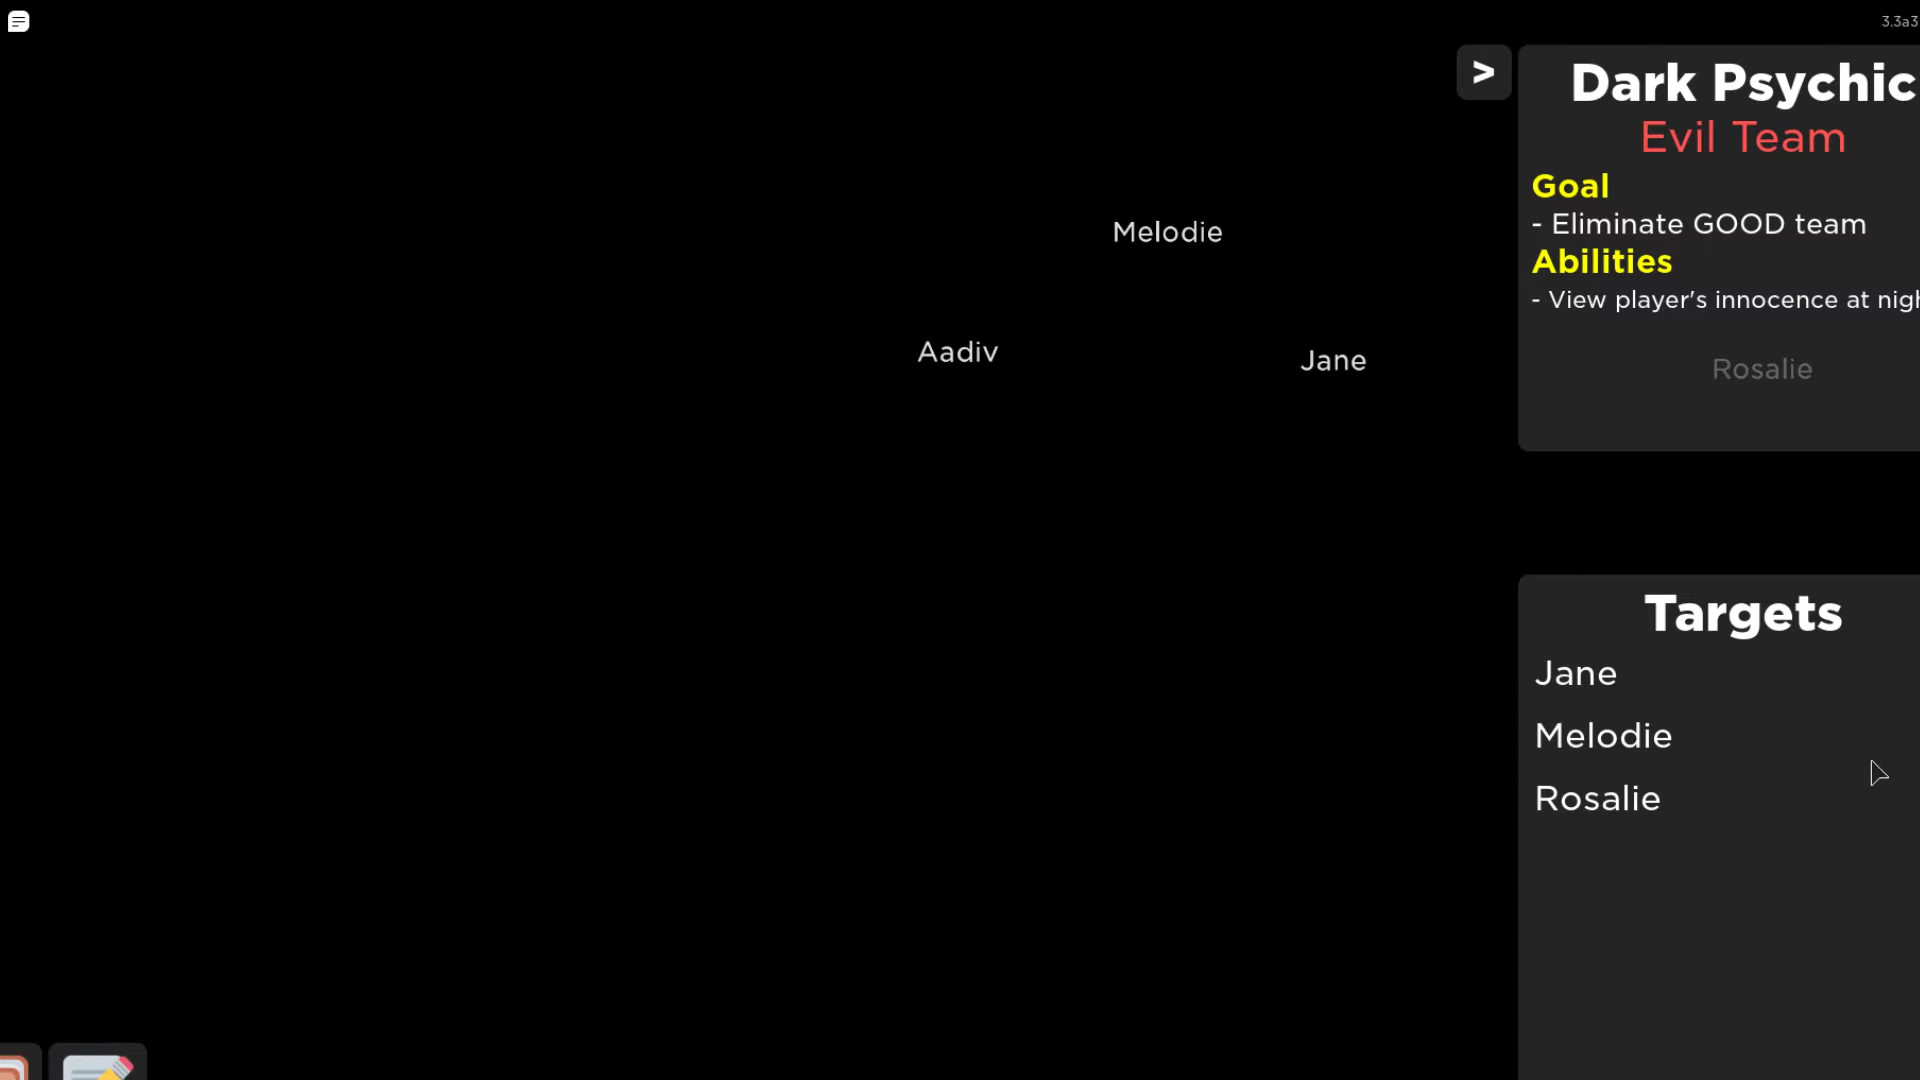 3.3a3
>
Dark Psychic
Evil Team
Goal
- Eliminate GOOD team
Abilities
- View player's innocence at nigh
Melodie
Aadiv
Jane
Rosalie
Targets
Jane
Melodie
Rosalie